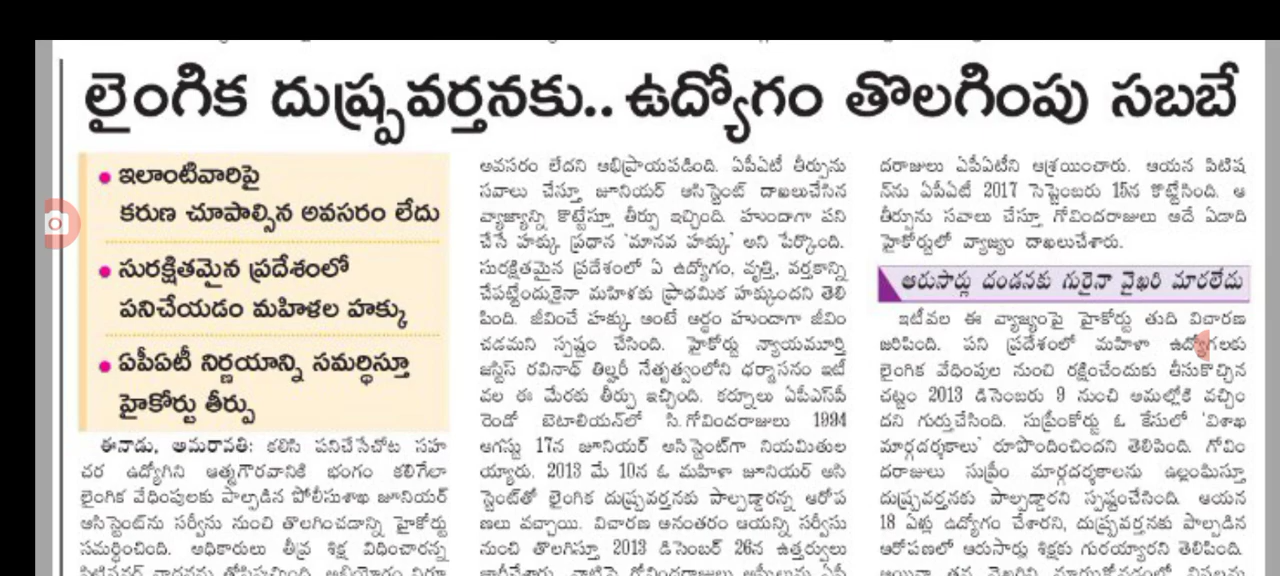 లైంగిక దుష్ప్రవర్తనకు.. ఉద్యోగం తొలగింపు సబబే
• ఇలాంటివారిపై
కరుణ చూపాల్సిన అవసరం లేదు
• సురక్షితమైన ప్రదేశంలో
పనిచేయడం మహిళల హక్కు
• ఏపీఏటీ నిర్ణయాన్ని సమర్థిస్తూ
హైకోర్టు తీర్పు
ఈనాడు, అమరావతి: కలిసి పనిచేసేచోట సహ
చర ఉద్యోగిని ఆత్మగౌరవానికి భంగం కలిగేలా
లైంగిక వేధింపులకు పాల్పడిన పోలీసుశాఖ జూనియర్
ఆసిస్టెంట్‌ను సర్వీసు నుంచి తొలగించడాన్ని హైకోర్టు
సమర్థించింది. అధికారులు తీవ్ర శిక్ష విధించారన్న
అవసరం లేదని అభిప్రాయపడింది. ఏపీఏటీ తీర్పును
సవాలు చేస్తూ జూనియర్ ఆసిస్టెంట్ దాఖలుచేసిన
వ్యాజ్యాన్ని కొట్టేస్తూ తీర్పు ఇచ్చింది. హుందాగా పని
చేసే హక్కు ప్రధాన 'మానవ హక్కు' అని పేర్కొంది.
సురక్షితమైన ప్రదేశంలో ఏ ఉద్యోగం, వృత్తి, వర్తకాన్ని
చేపట్టేందుకైనా మహిళకు ప్రాథమిక హక్కుందని తెలి
పింది. జీవించే హక్కు అంటే అర్థం హుందాగా జీవిం
చడమని స్పష్టం చేసింది. హైకోర్టు న్యాయమూర్తి
జస్టిస్ రవినాథ్ తిల్హరీ నేతృత్వంలోని ధర్మాసనం ఇటీ
వల ఈ మేరకు తీర్పు ఇచ్చింది. కర్నూలు ఏపీఎస్‌పీ
రెండో బెటాలియన్‌లో సి.గోవిందరాజులు 1994
ఆగస్టు 17న జూనియర్ అసిస్టెంట్‌గా నియమితుల
య్యారు. 2013 మే 10న ఓ మహిళా జూనియర్ అసి
స్టెంట్‌తో లైంగిక దుష్ప్రవర్తనకు పాల్పడ్డారన్న ఆరోప
ణలు వచ్చాయి. విచారణ అనంతరం ఆయన్ని సర్వీసు
నుంచి తొలగిస్తూ 2013 డిసెంబర్ 26న ఉత్తర్వులు
దరాజులు ఏపీఏటీని ఆశ్రయించారు. ఆయన పిటిష
న్‌ను ఏపీఏటీ 2017 సెప్టెంబరు 15న కొట్టేసింది. ఆ
తీర్పును సవాలు చేస్తూ గోవిందరాజులు అదే ఏడాది
హైకోర్టులో వ్యాజ్యం దాఖలుచేశారు.
ఆరుసార్లు దండనకు గురైనా వైఖరి మారలేదు
ఇటీవల ఈ వ్యాజ్యంపై హైకోర్టు తుది విచారణ
జరిపింది. పని ప్రదేశంలో మహిళా ఉద్యోగలకు
లైంగిక వేధింపుల నుంచి రక్షించేందుకు తీసుకొచ్చిన
చట్టం 2013 డిసెంబరు 9 నుంచి అమల్లోకి వచ్చిం
దని గుర్తుచేసింది. సుప్రీంకోర్టు ఓ కేసులో 'విశాఖ
మార్గదర్శకాలు' రూపొందించిందని తెలిపింది. గోవిం
దరాజులు సుప్రీం మార్గదర్శకాలను ఉల్లంఘిస్తూ
దుష్ప్రవర్తనకు పాల్పడ్డారని స్పష్టంచేసింది. ఆయన
18 ఏళ్లు ఉద్యోగం చేశారని, దుష్ప్రవర్తనకు పాల్పడిన
ఆరోపణలో ఆరుసార్లు శిక్షకు గురయ్యారని తెలిపింది.